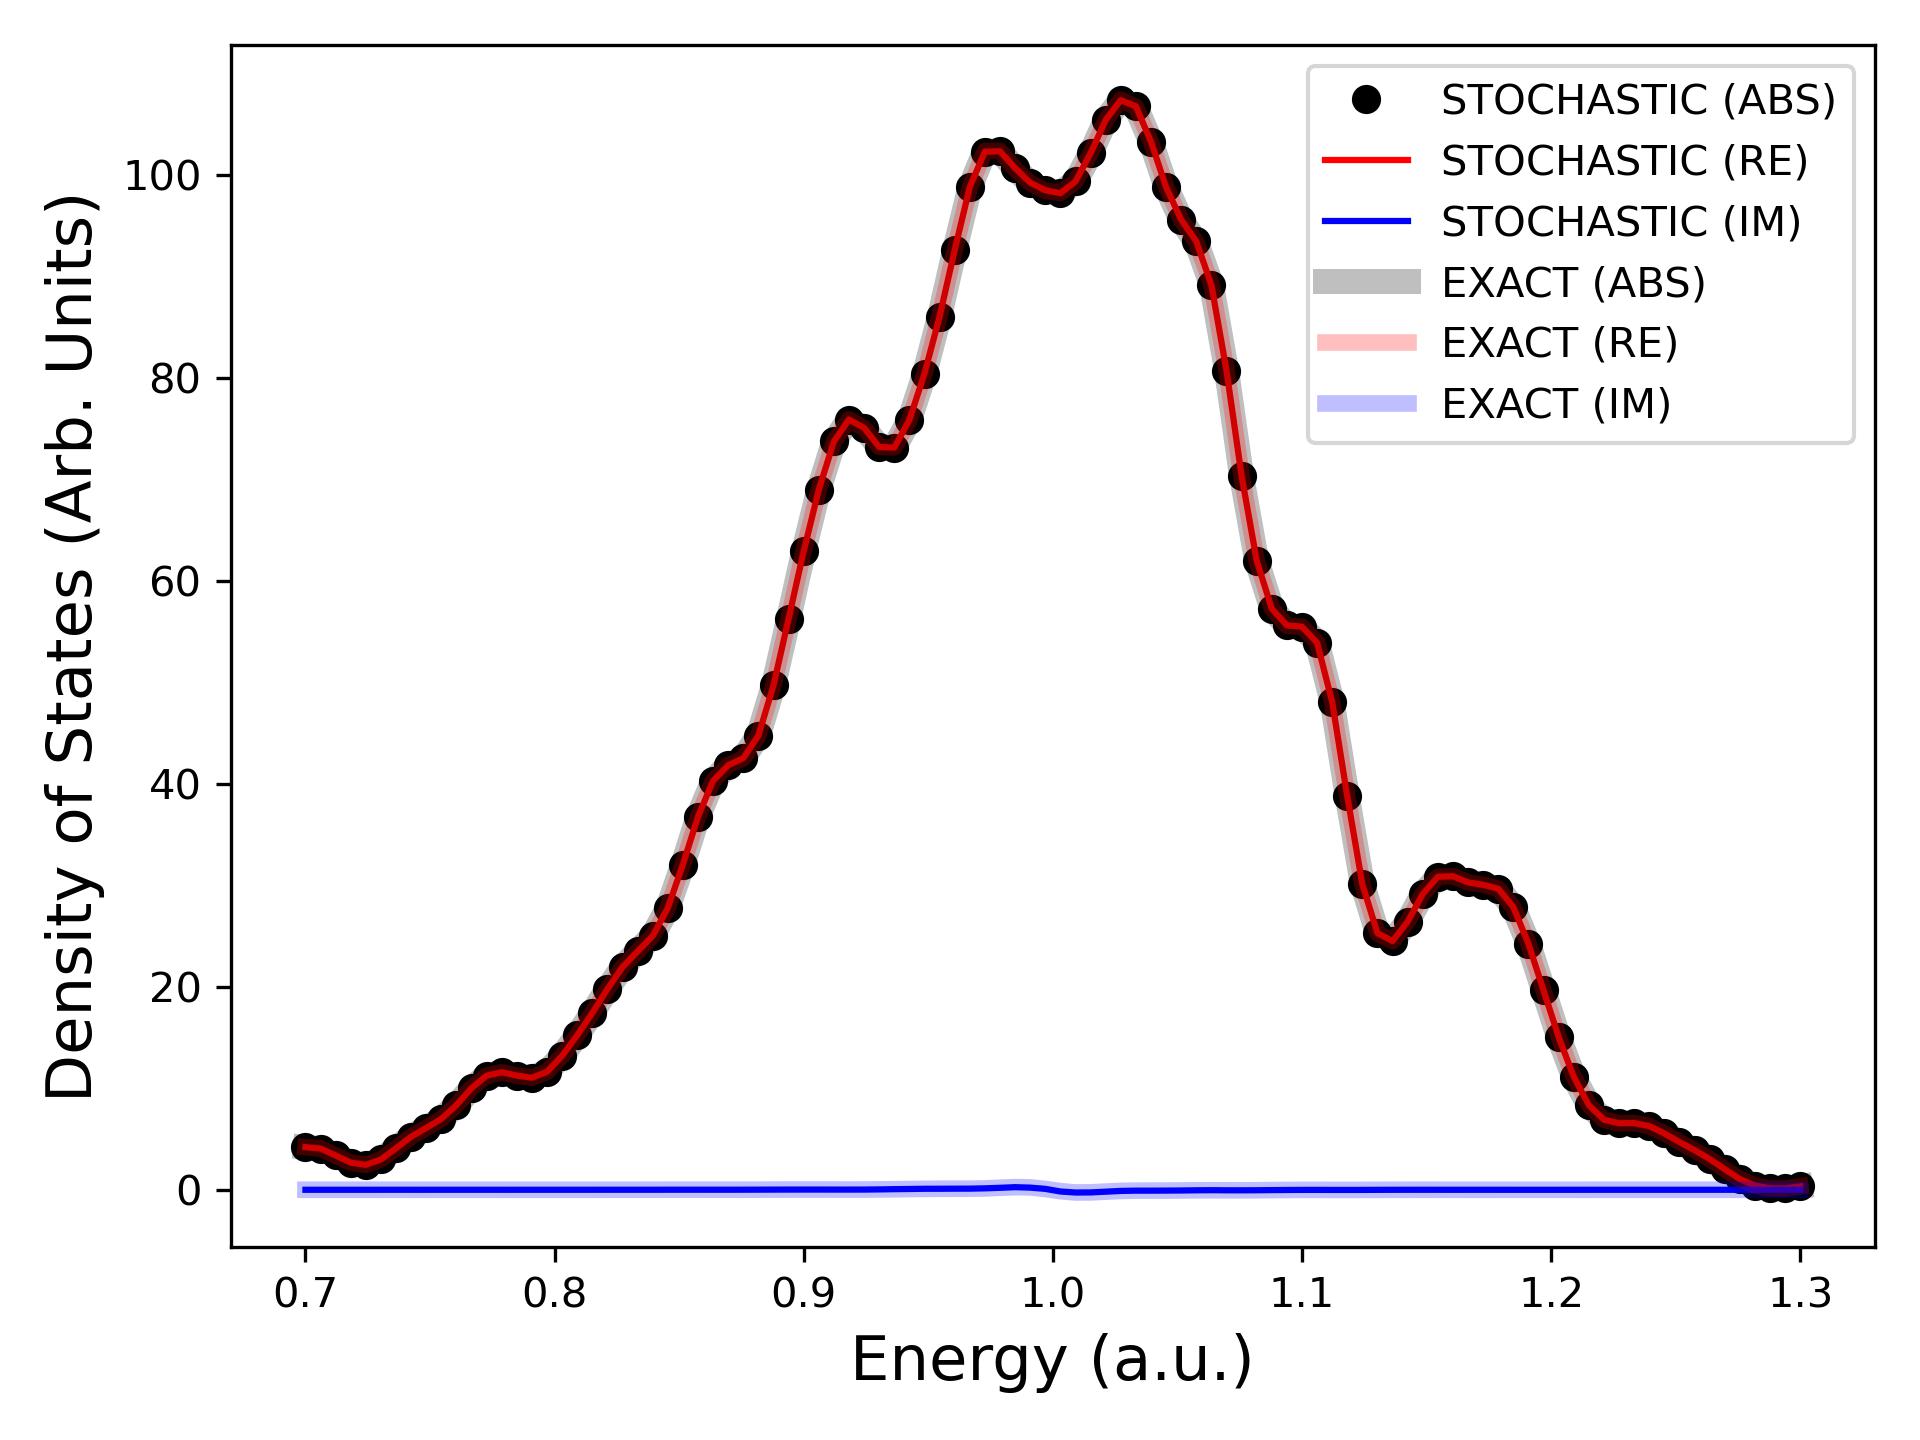 STOCHASTIC (ABS)
STOCHASTIC (RE)
STOCHASTIC (IM)
EXACT (ABS)
EXACT (RE)
EXACT (IM)
Density of States (Arb. Units)
100
80
60
40
20
0
0.7 0.8 0.9 1.0 1.1 1.2 1.3
Energy (a.u.)